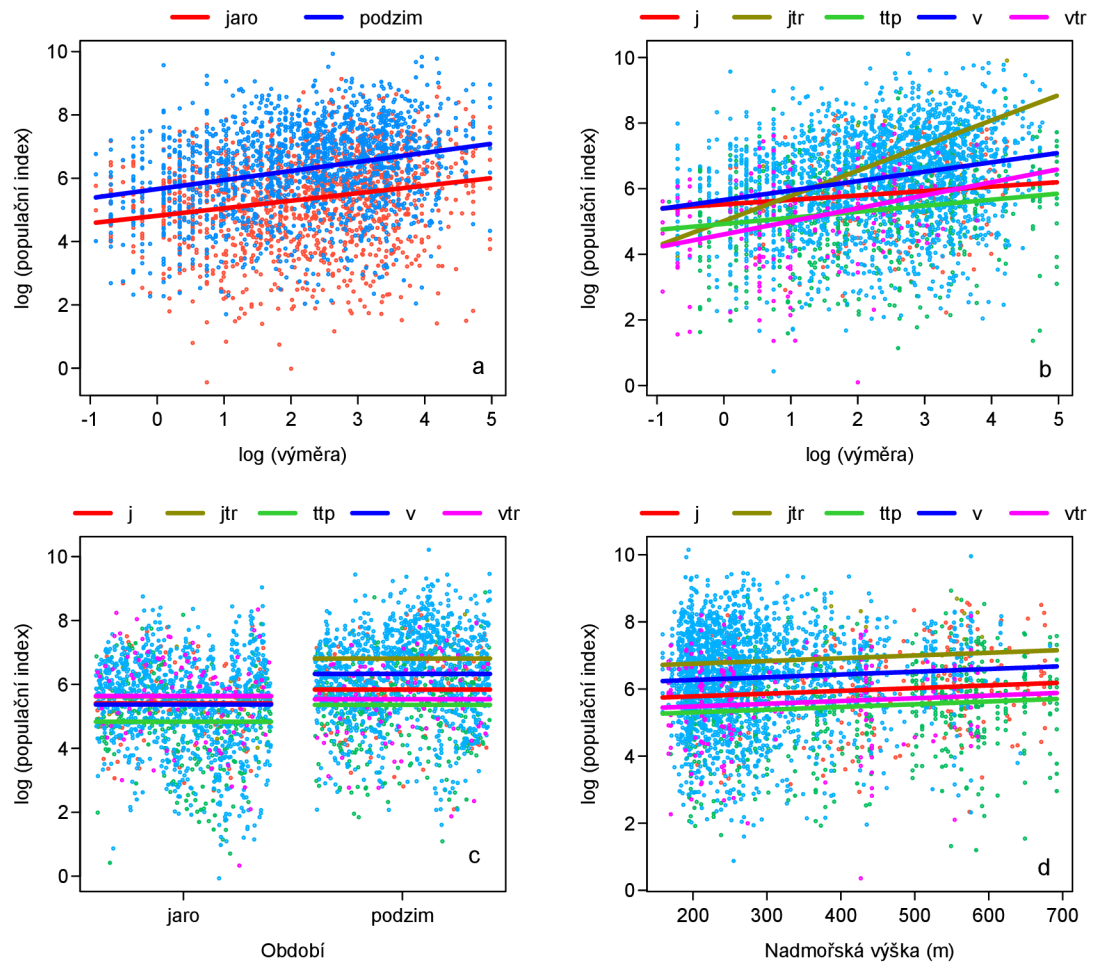 jaro podzim
log (populační index)
10
8
6
4
2
0
a
-1 0 1 2 3 4 5
log (výměra)
j jtr ttp v vtr
log (populační index)
10
8
6
4
2
0
b
-1 0 1 2 3 4 5
log (výměra)
j jtr ttp v vtr
log (populační index)
10
8
6
4
2
0
c
jaro podzim
Období
j jtr ttp v vtr
log (populační index)
10
8
6
4
2
0
d
200 300 400 500 600 700
Nadmořská výška (m)